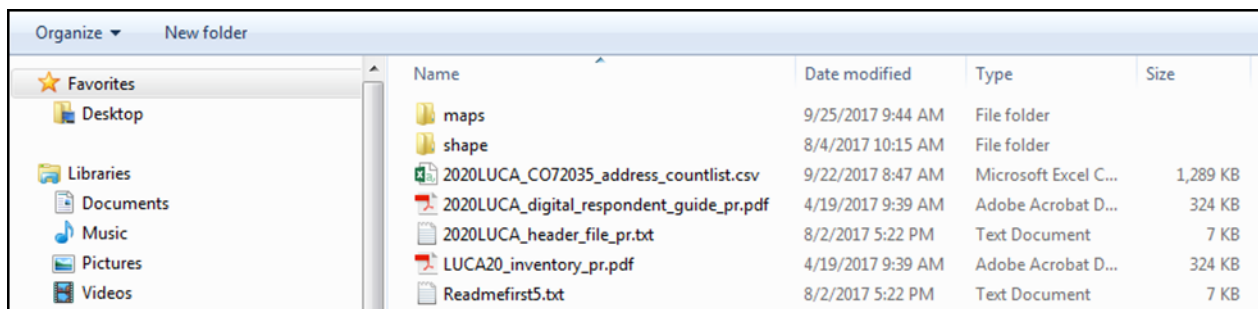 Organize New folder
Favorites
Desktop
Libraries
Documents
Music
Pictures
Videos
Name Date modified Type Size
maps 9/25/2017 9:44 AM File folder
shape 8/4/2017 10:15 AM File folder
2020LUCA_CO72035_address_countlist.csv 9/22/2017 8:47 AM Microsoft Excel C... 1,289 KB
2020LUCA_digital_respondent_guide_pr.pdf 4/19/2017 9:39 AM Adobe Acrobat D... 324 KB
2020LUCA_header_file_pr.txt 8/2/2017 5:22 PM Text Document 7 KB
LUCA20_inventory_pr.pdf 4/19/2017 9:39 AM Adobe Acrobat D... 324 KB
Readmefirst5.txt 8/2/2017 5:22 PM Text Document 7 KB